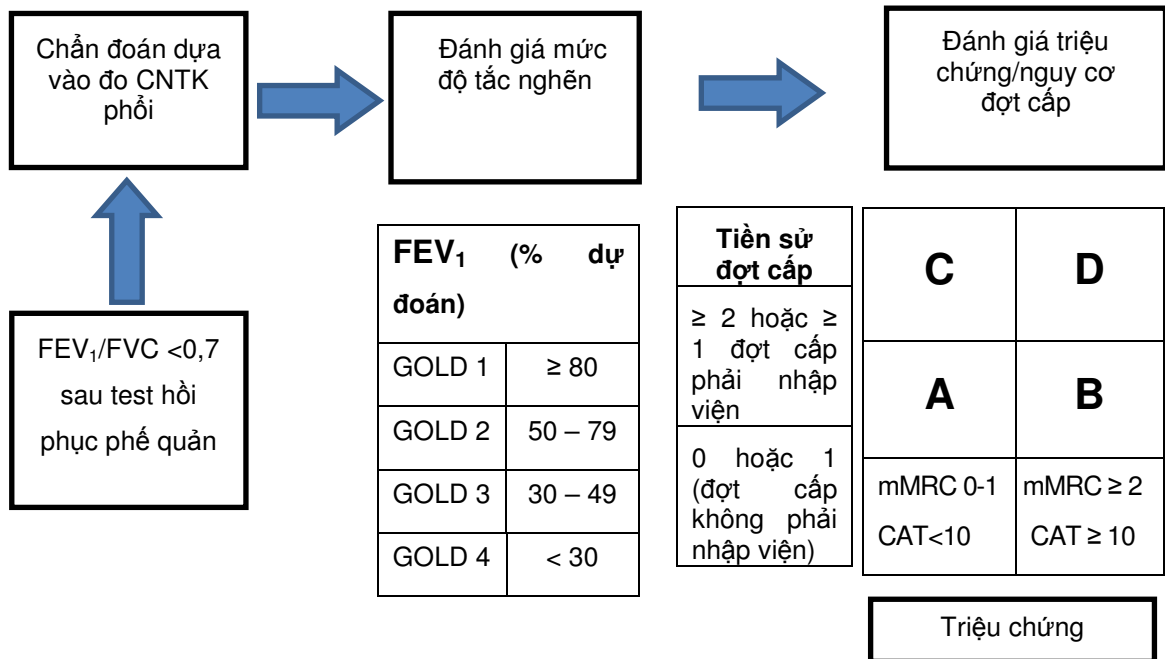 Chẩn đoán dựa
vào đo CNTK
phổi
Đánh giá mức
độ tắc nghẽn
Đánh giá triệu
chứng/nguy cơ
đợt cấp
FEV₁/FVC <0,7
sau test hồi
phục phế quản
FEV₁ (% dự
đoán)
GOLD 1 ≥ 80
GOLD 2 50 – 79
GOLD 3 30 – 49
GOLD 4 < 30
Tiền sử
đợt cấp
≥ 2 hoặc ≥
1 đợt cấp
phải nhập
viện
0 hoặc 1
(đợt cấp
không phải
nhập viện)
C D
A B
mMRC 0-1 mMRC ≥ 2
CAT<10 CAT ≥ 10
Triệu chứng